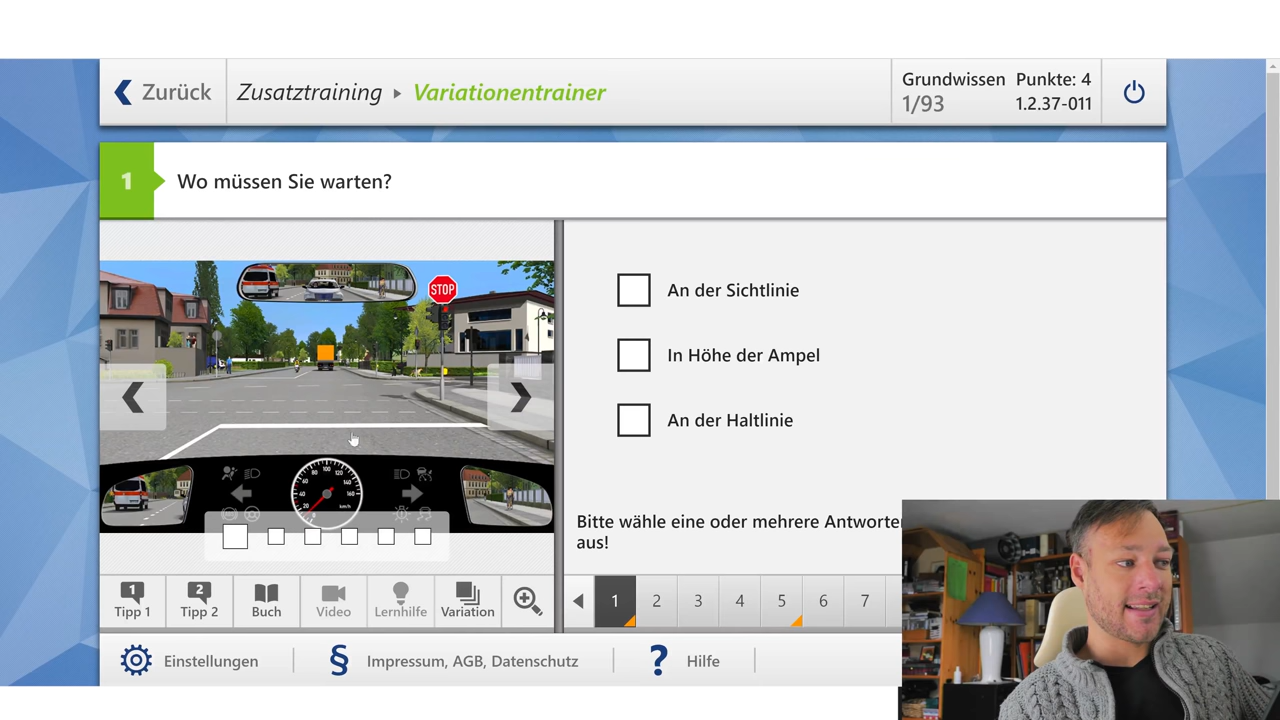 Zurück
Zusatztraining ▸ Variationentrainer
Grundwissen Punkte: 4
1/93 1.2.37-011
1 Wo müssen Sie warten?
STOP
An der Sichtlinie
In Höhe der Ampel
An der Haltlinie
Bitte wähle eine oder mehrere Antworten
aus!
1 2
Tipp 1 Tipp 2 Buch Video Lernhilfe Variation
1 2 3 4 5 6 7
Einstellungen § Impressum, AGB, Datenschutz ? Hilfe